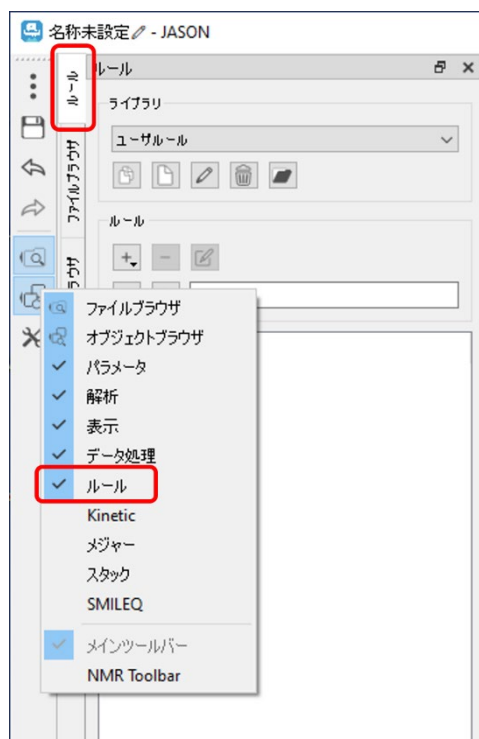 名称未設定 - JASON
ルール
ルール
ライブラリ
ユーザルール
ファイルブラウザ
ルール
ウザ
ファイルブラウザ
オブジェクトブラウザ
パラメータ
解析
表示
データ処理
ルール
Kinetic
メジャー
スタック
SMILEQ
メインツールバー
NMR Toolbar